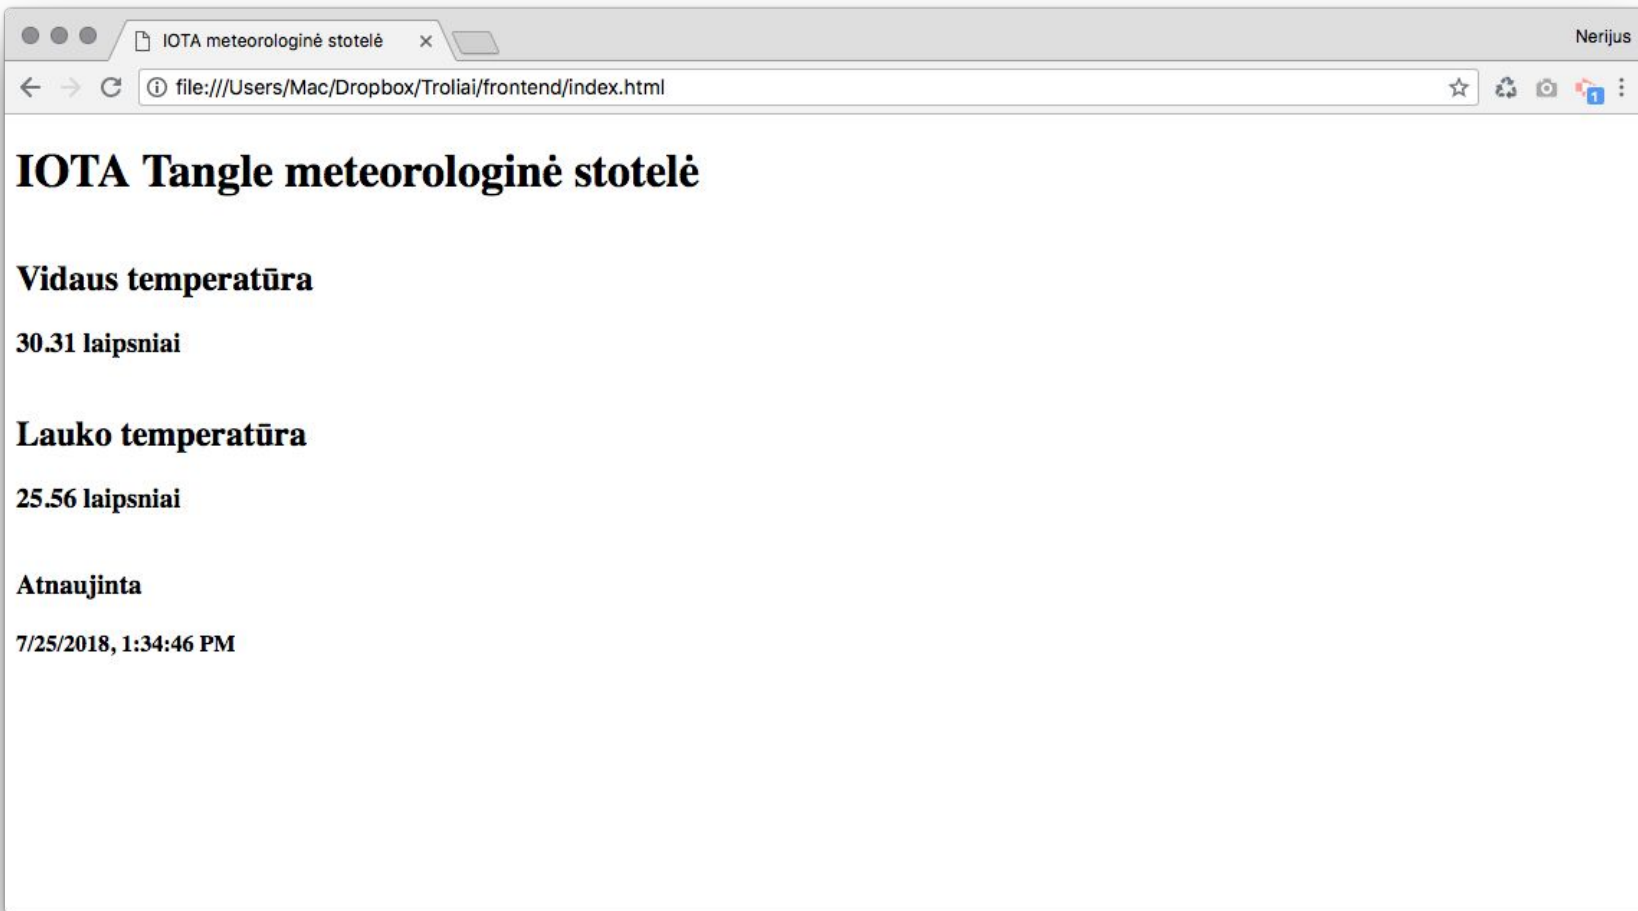 IOTA meteorologinė stotelė
Nerijus
file:///Users/Mac/Dropbox/Troliai/frontend/index.html
1
IOTA Tangle meteorologinė stotelė
Vidaus temperatūra
30.31 laipsniai
Lauko temperatūra
25.56 laipsniai
Atnaujinta
7/25/2018, 1:34:46 PM